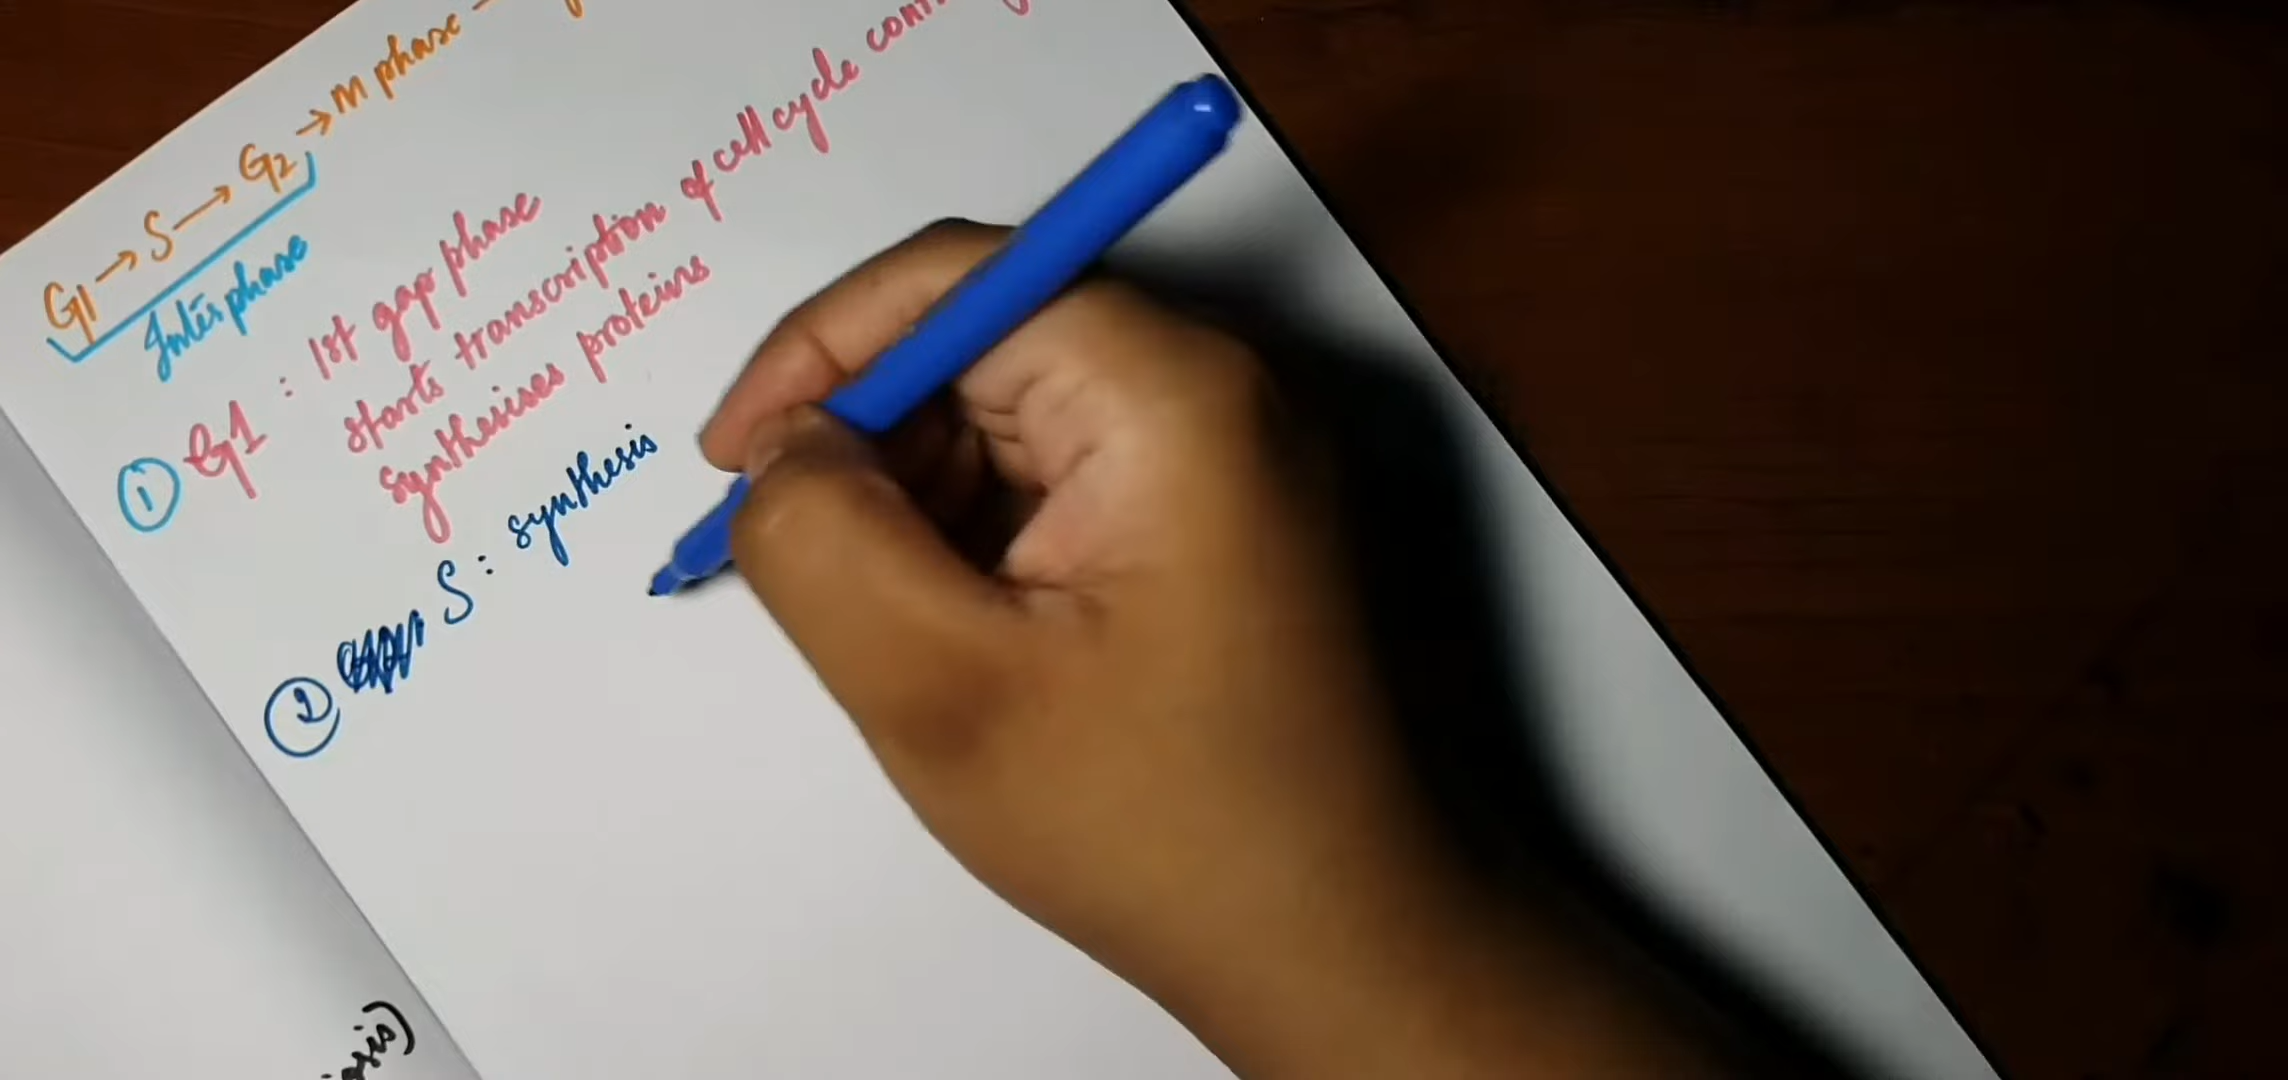 G1 → S → G2 → M phase →
Interphase
① G1 : 1st gap phase
starts transcription of cell cycle
synthesises proteins
② S : synthesis